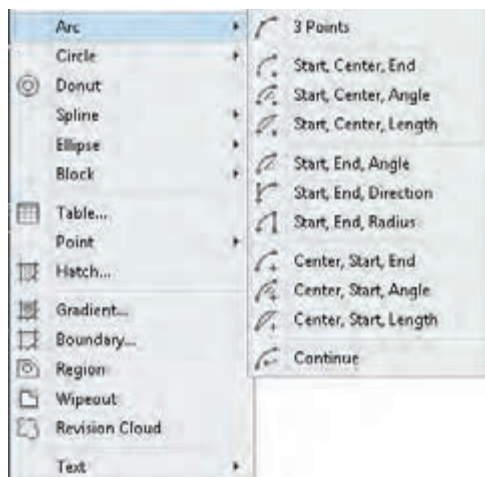 Arc
Circle
Donut
Spline
Ellipse
Block
Table...
Point
Hatch...
Gradient...
Boundary...
Region
Wipeout
Revision Cloud
Text
3 Points
Start, Center, End
Start, Center, Angle
Start, Center, Length
Start, End, Angle
Start, End, Direction
Start, End, Radius
Center, Start, End
Center, Start, Angle
Center, Start, Length
Continue